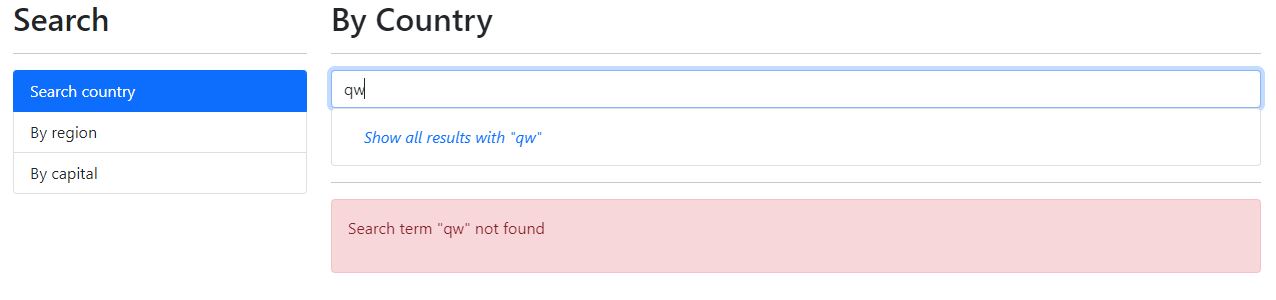 Search
Search country
By region
By capital
By Country
qw
Show all results with "qw"
Search term "qw" not found